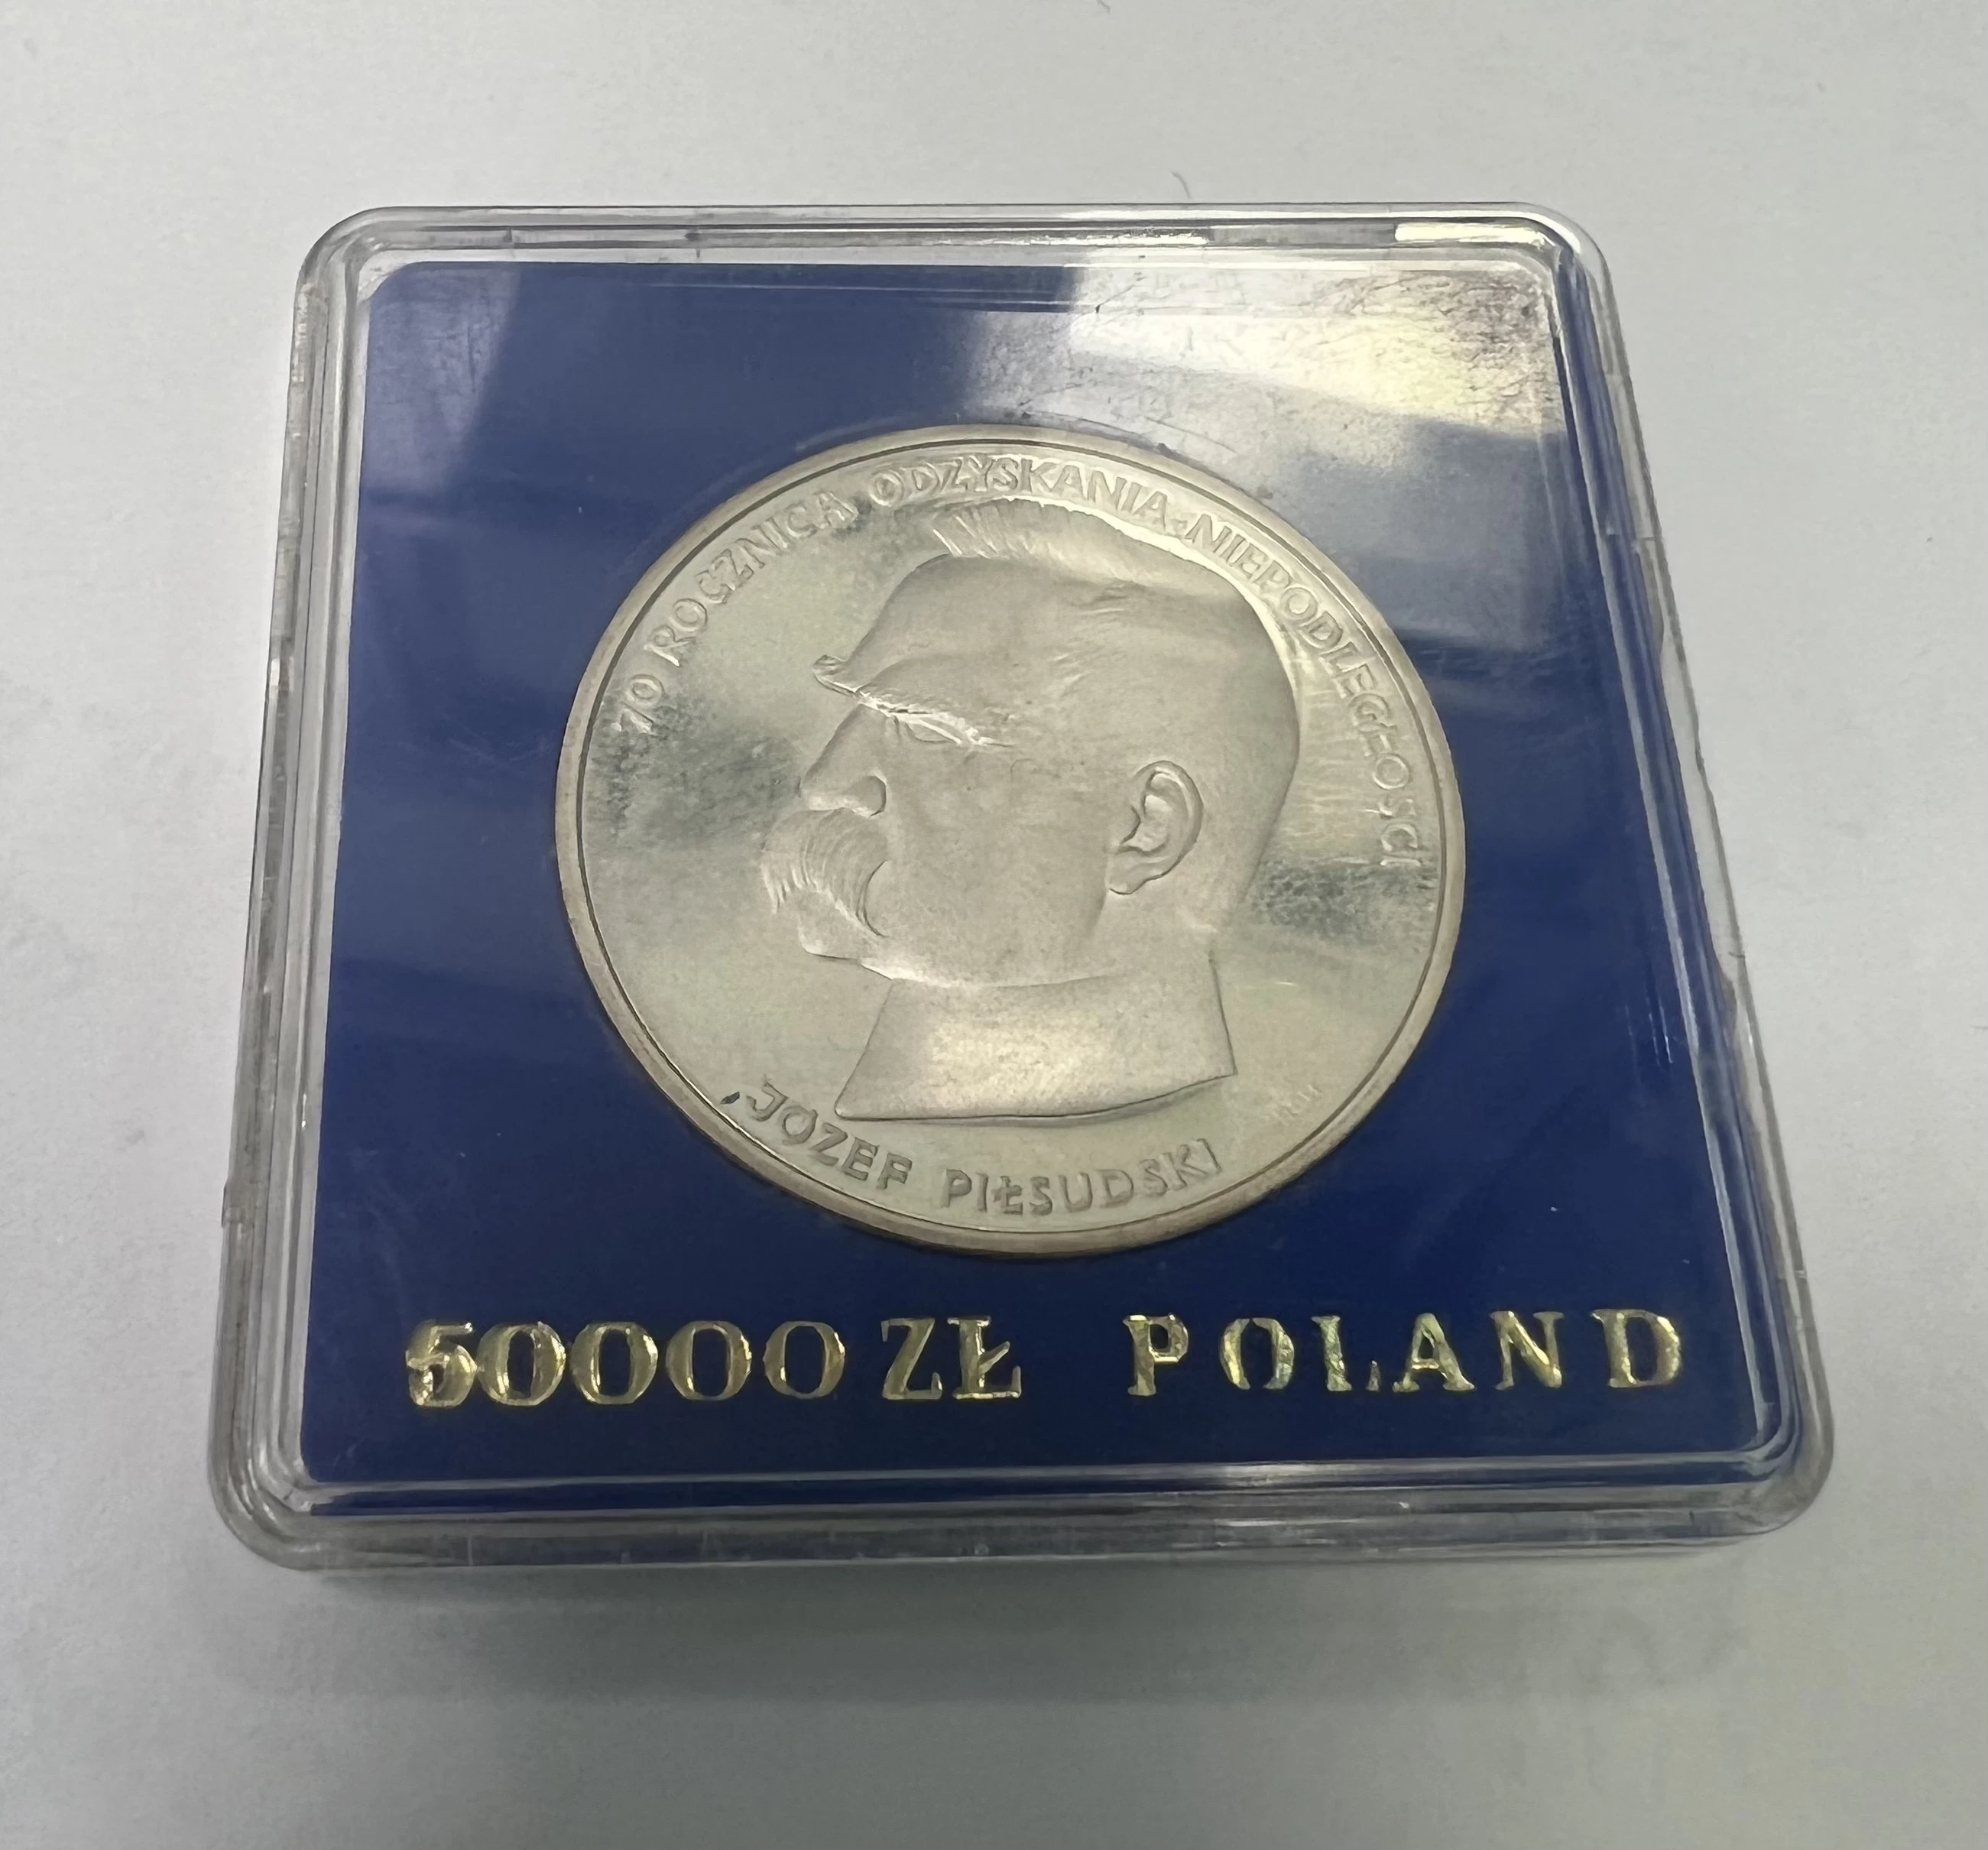 70 ROCZNICA ODZYSKANIA NIEPODLEGŁOŚCI
JÓZEF PIŁSUDSKI
50000 ZŁ POLAND